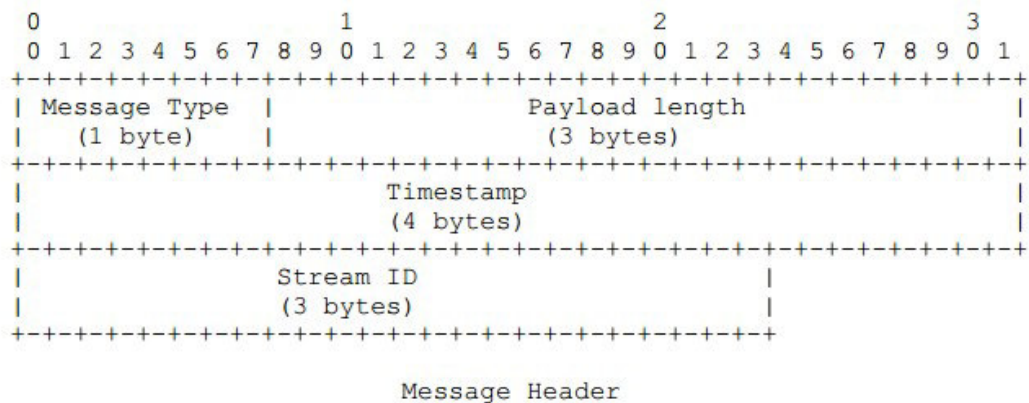 0 1 2 3
0 1 2 3 4 5 6 7 8 9 0 1 2 3 4 5 6 7 8 9 0 1 2 3 4 5 6 7 8 9 0 1
+-+-+-+-+-+-+-+-+-+-+-+-+-+-+-+-+-+-+-+-+-+-+-+-+-+-+-+-+-+-+-+-+
| Message Type | Payload length |
| (1 byte) | (3 bytes) |
+-+-+-+-+-+-+-+-+-+-+-+-+-+-+-+-+-+-+-+-+-+-+-+-+-+-+-+-+-+-+-+-+
| Timestamp |
| (4 bytes) |
+-+-+-+-+-+-+-+-+-+-+-+-+-+-+-+-+-+-+-+-+-+-+-+-+-+-+-+-+-+-+-+-+
| Stream ID |
| (3 bytes) |
+-+-+-+-+-+-+-+-+-+-+-+-+-+-+-+-+-+-+-+-+-+-+-+-+
Message Header